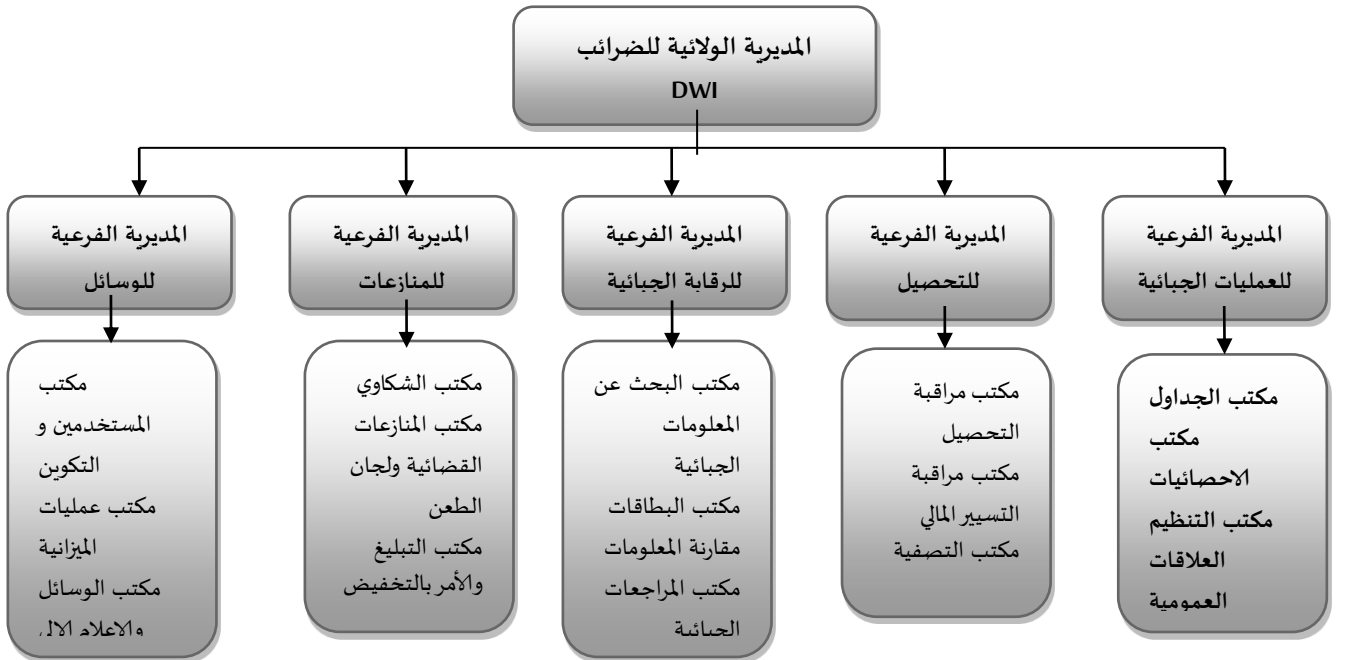 المديرية الولائية للضرائب
DWI
المديرية الفرعية
للعمليات الجبائية
المديرية الفرعية
للتحصيل
المديرية الفرعية
للرقابة الجبائية
المديرية الفرعية
للمنازعات
المديرية الفرعية
للوسائل
مكتب الجداول
مكتب
الاحصائيات
مكتب التنظيم
العلاقات
العمومية
مكتب مراقبة
التحصيل
مكتب مراقبة
التسيير المالي
مكتب التصفية
مكتب البحث عن
المعلومات
الجبائية
مكتب البطاقات
مقارنة المعلومات
مكتب المراجعات
الجبائية
مكتب الشكاوي
مكتب المنازعات
القضائية ولجان
الطعن
مكتب التبليغ
والأمر بالتخفيض
مكتب
المستخدمين و
التكوين
مكتب عمليات
الميزانية
مكتب الوسائل
والاعلام الالي